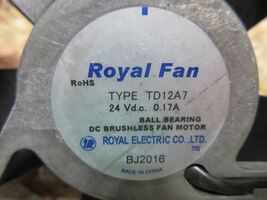 Royal Fan
RoHS
TYPE TD12A7
24 V d.c. 0.17A
BALL BEARING
DC BRUSHLESS FAN MOTOR
ROYAL ELECTRIC CO.,LTD.
BJ2016
MADE IN CHINA